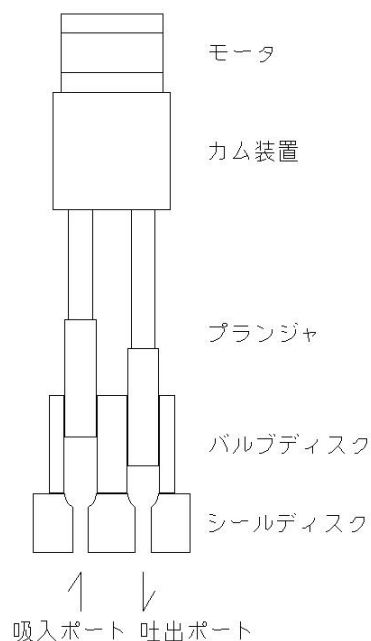 モータ
カム装置
プランジャ
バルブディスク
シールディスク
吸入ポート 吐出ポート